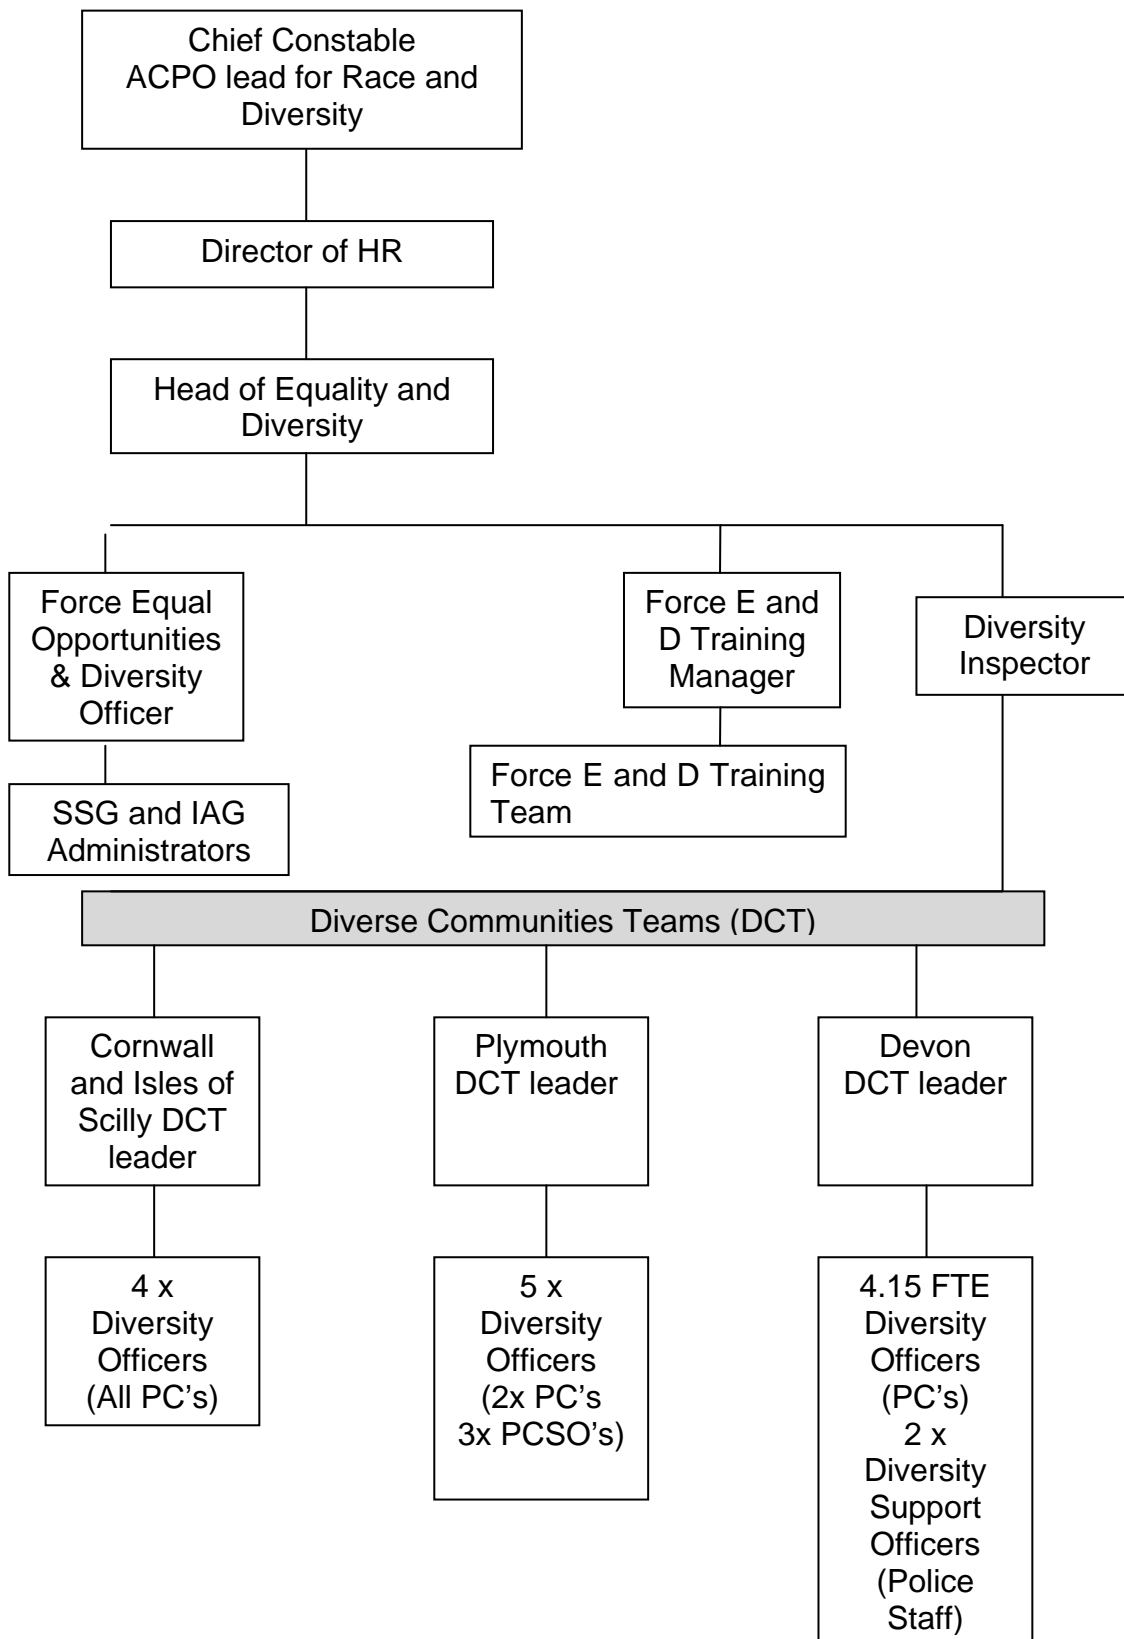 Chief Constable
ACPO lead for Race and
Diversity
Director of HR
Head of Equality and
Diversity
Force Equal
Opportunities
& Diversity
Officer
Force E and
D Training
Manager
Diversity
Inspector
SSG and IAG
Administrators
Force E and D Training
Team
Diverse Communities Teams (DCT)
Cornwall
and Isles of
Scilly DCT
leader
Plymouth
DCT leader
Devon
DCT leader
4 x
Diversity
Officers
(All PC’s)
5 x
Diversity
Officers
(2x PC’s
3x PCSO’s)
4.15 FTE
Diversity
Officers
(PC’s)
2 x
Diversity
Support
Officers
(Police
Staff)